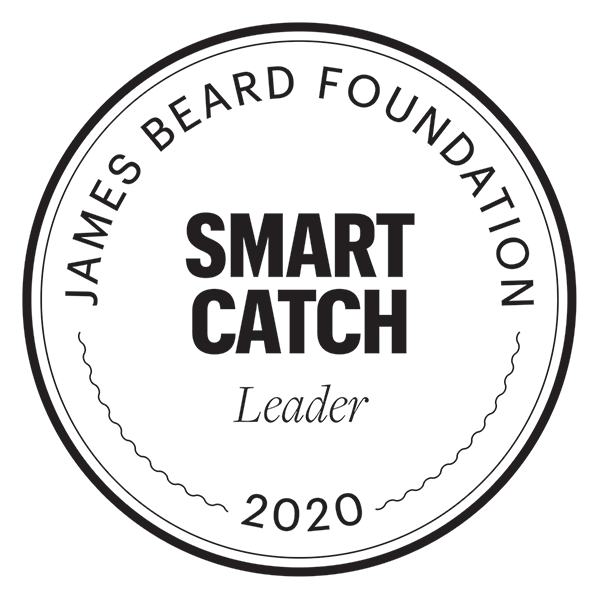 JAMES BEARD FOUNDATION
SMART
CATCH
Leader
2020